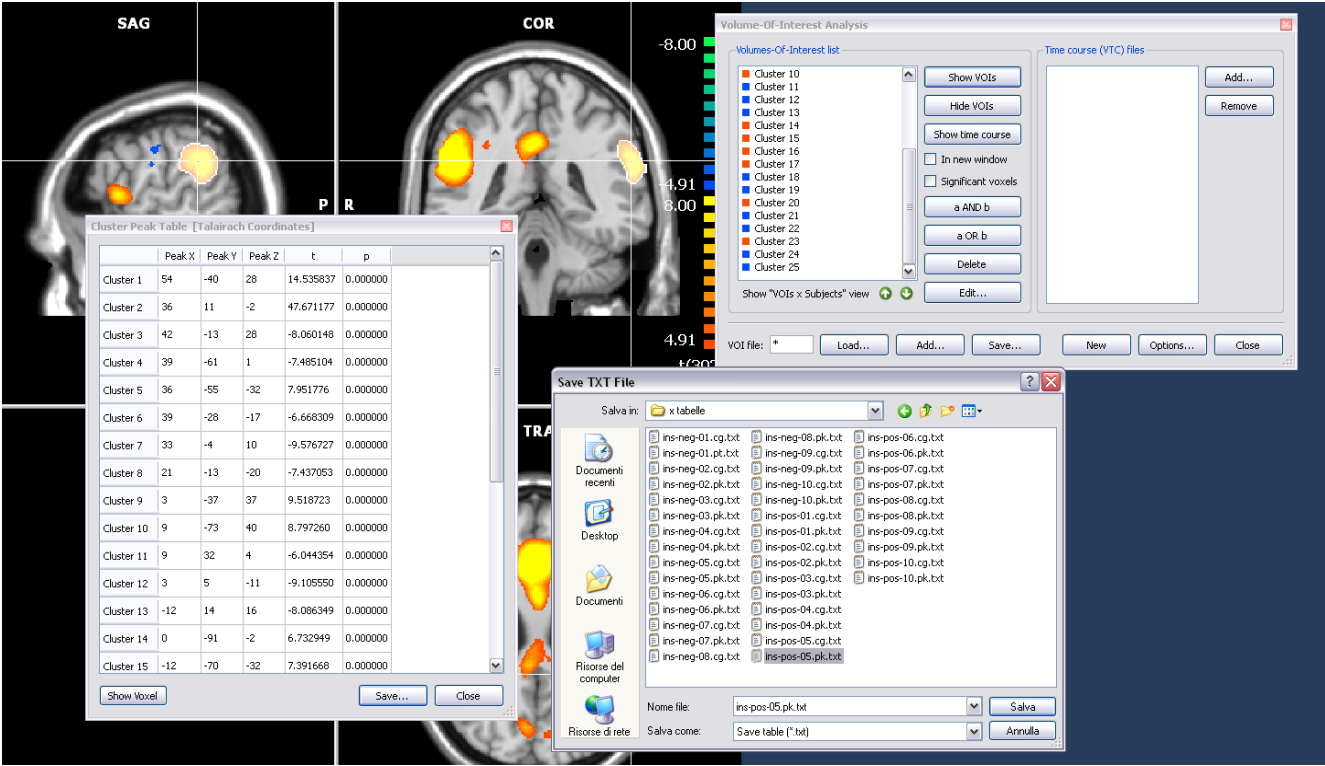 SAG
COR
-8.00
-4.91
8.00
4.91
P
R
TRA
Volume-Of-Interest Analysis
Volumes-Of-Interest list
Cluster 10
Cluster 11
Cluster 12
Cluster 13
Cluster 14
Cluster 15
Cluster 16
Cluster 17
Cluster 18
Cluster 19
Cluster 20
Cluster 21
Cluster 22
Cluster 23
Cluster 24
Cluster 25
Show "VOIs x Subjects" view
Show VOIs
Hide VOIs
Show time course
In new window
Significant voxels
a AND b
a OR b
Delete
Edit...
Time course (VTC) files
Add...
Remove
VOI file: * Load... Add... Save... New Options... Close
Cluster Peak Table [Talairach Coordinates]
Peak X Peak Y Peak Z t p
Cluster 1 54 -40 28 14.535837 0.000000
Cluster 2 36 11 -2 47.671177 0.000000
Cluster 3 42 -13 28 -8.060148 0.000000
Cluster 4 39 -61 1 -7.485104 0.000000
Cluster 5 36 -55 -32 7.951776 0.000000
Cluster 6 39 -28 -17 -6.668309 0.000000
Cluster 7 33 -4 10 -9.576727 0.000000
Cluster 8 21 -13 -20 -7.437053 0.000000
Cluster 9 3 -37 37 9.518723 0.000000
Cluster 10 9 -73 40 8.797260 0.000000
Cluster 11 9 32 4 -6.044354 0.000000
Cluster 12 3 5 -11 -9.105550 0.000000
Cluster 13 -12 14 16 -8.086349 0.000000
Cluster 14 0 -91 -2 6.732949 0.000000
Cluster 15 -12 -70 -32 7.391668 0.000000
Show Voxel Save... Close
Save TXT File
Salva in: x tabelle
Documenti recenti
Desktop
Documenti
Risorse del computer
Risorse di rete
ins-neg-01.cg.txt ins-neg-08.pk.txt ins-pos-06.cg.txt
ins-neg-01.pt.txt ins-neg-09.cg.txt ins-pos-06.pk.txt
ins-neg-02.cg.txt ins-neg-09.pk.txt ins-pos-07.cg.txt
ins-neg-02.pk.txt ins-neg-10.cg.txt ins-pos-07.pk.txt
ins-neg-03.cg.txt ins-neg-10.pk.txt ins-pos-08.cg.txt
ins-neg-03.pk.txt ins-pos-01.cg.txt ins-pos-08.pk.txt
ins-neg-04.cg.txt ins-pos-01.pk.txt ins-pos-09.cg.txt
ins-neg-04.pk.txt ins-pos-02.cg.txt ins-pos-09.pk.txt
ins-neg-05.cg.txt ins-pos-02.pk.txt ins-pos-10.cg.txt
ins-neg-05.pk.txt ins-pos-03.cg.txt ins-pos-10.pk.txt
ins-neg-06.cg.txt ins-pos-03.pk.txt
ins-neg-06.pk.txt ins-pos-04.cg.txt
ins-neg-07.cg.txt ins-pos-04.pk.txt
ins-neg-07.pk.txt ins-pos-05.cg.txt
ins-neg-08.cg.txt ins-pos-05.pk.txt
Nome file: ins-pos-05.pk.txt Salva
Salva come: Save table (*.txt) Annulla